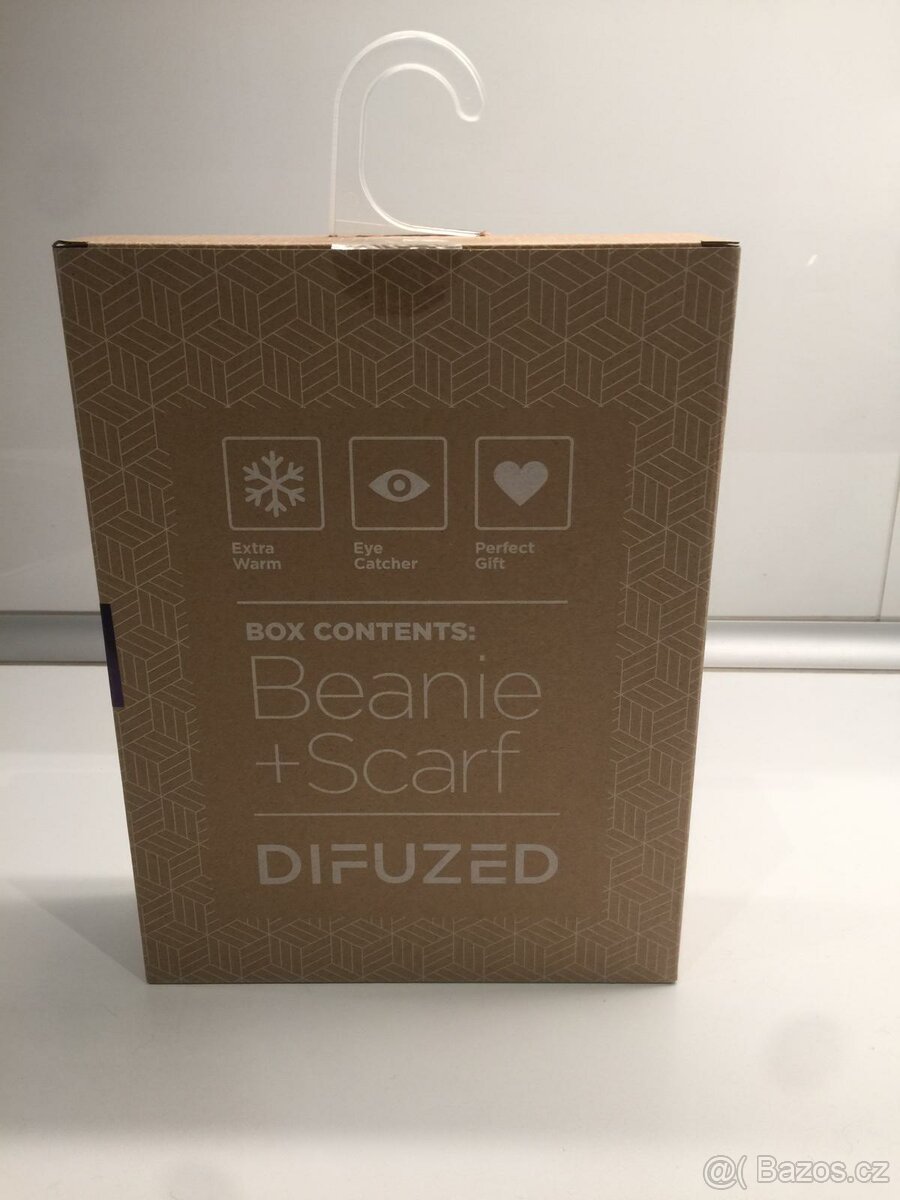 Extra
Warm
Eye
Catcher
Perfect
Gift
BOX CONTENTS:
Beanie
+Scarf
DIFUZED
@( Bazos.cz